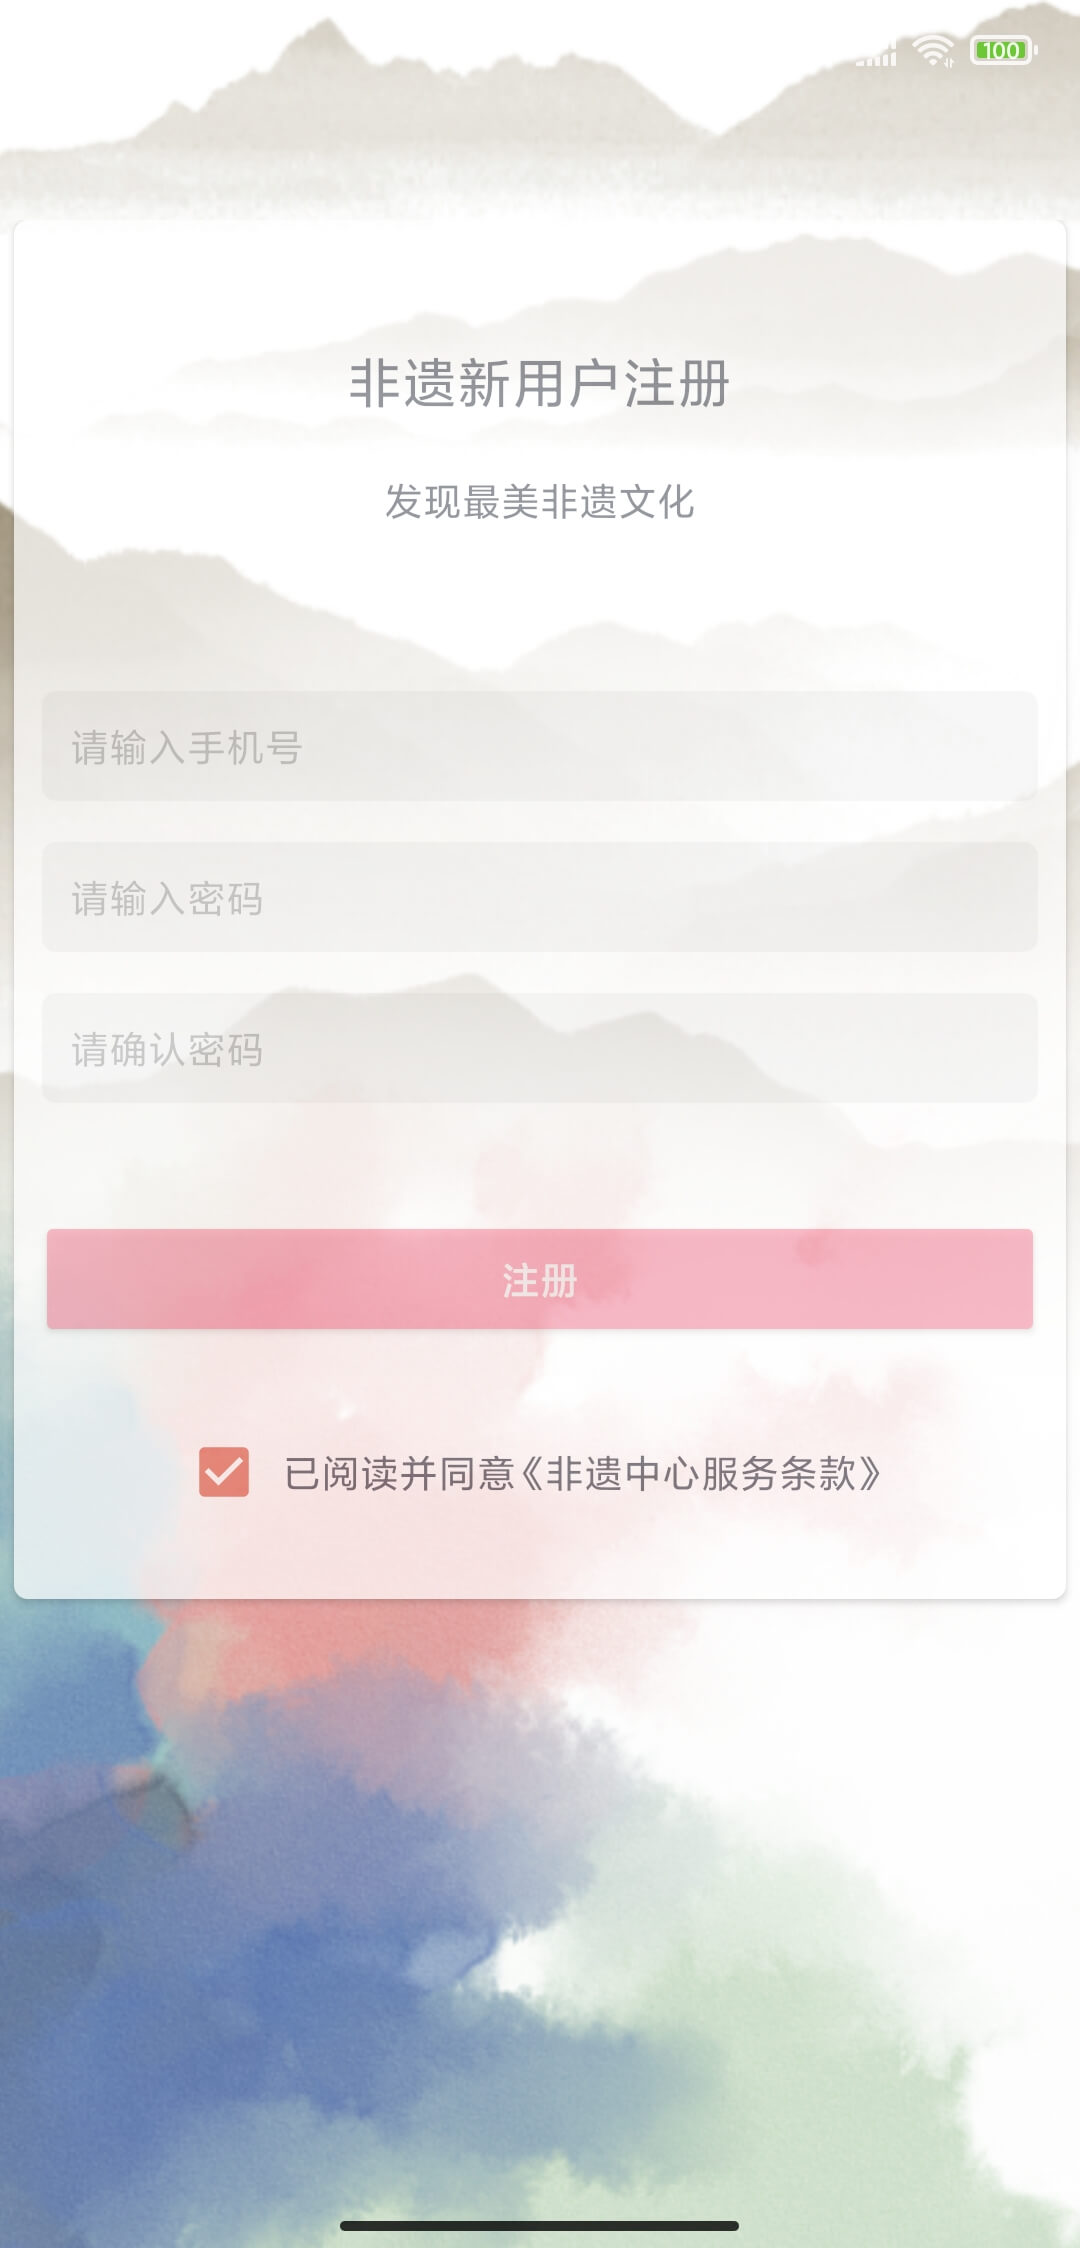 100
非遗新用户注册
发现最美非遗文化
请输入手机号
请输入密码
请确认密码
注册
已阅读并同意《非遗中心服务条款》